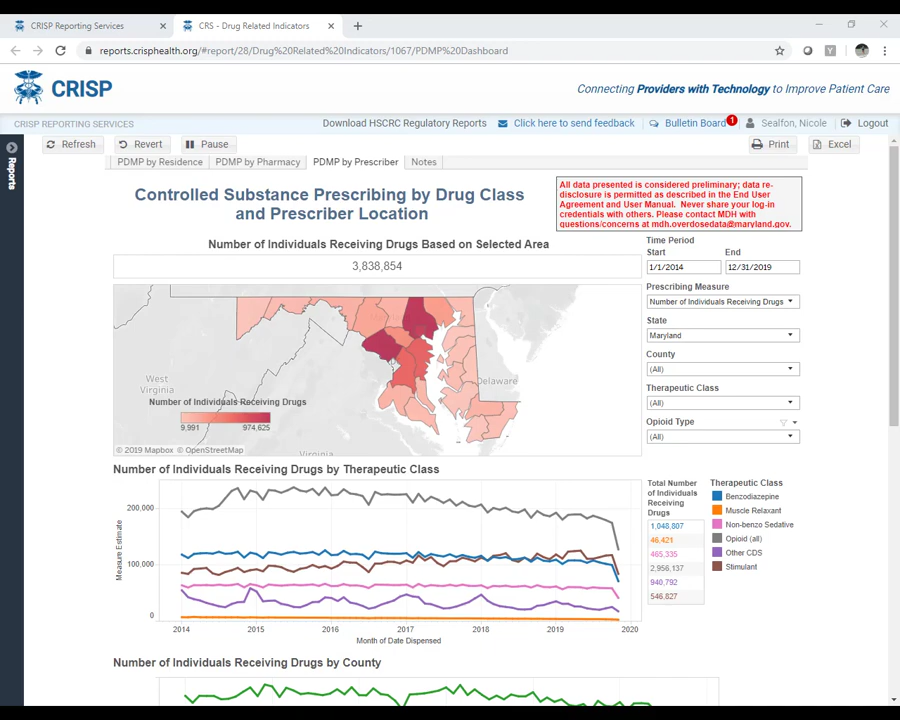 CRISP Reporting Services
CRS - Drug Related Indicators
reports.crisphealth.org/#report/28/Drug%20Related%20Indicators/1067/PDMP%20Dashboard
Y
CRISP
Connecting Providers with Technology to Improve Patient Care
CRISP REPORTING SERVICES
Download HSCRC Regulatory Reports
Click here to send feedback
Bulletin Board
1
Sealfon, Nicole
Logout
Reports
Refresh
Revert
Pause
Print
Excel
PDMP by Residence
PDMP by Pharmacy
PDMP by Prescriber
Notes
Controlled Substance Prescribing by Drug Class
and Prescriber Location
All data presented is considered preliminary; data re-
disclosure is permitted as described in the End User
Agreement and User Manual. Never share your log-in
credentials with others. Please contact MDH with
questions/concerns at mdh.overdosedata@maryland.gov.
Number of Individuals Receiving Drugs Based on Selected Area
3,838,854
Time Period
Start
End
1/1/2014
12/31/2019
Prescribing Measure
Number of Individuals Receiving Drugs
State
Maryland
County
(All)
Therapeutic Class
(All)
Opioid Type
(All)
West
Virginia
Delaware
Virginia
Number of Individuals Receiving Drugs
9,991
974,625
© 2019 Mapbox © OpenStreetMap
Number of Individuals Receiving Drugs by Therapeutic Class
Measure Estimate
200,000
100,000
0
2014
2015
2016
2017
2018
2019
2020
Month of Date Dispensed
Total Number
of Individuals
Receiving
Drugs
1,048,807
46,421
465,335
2,956,137
940,792
546,827
Therapeutic Class
Benzodiazepine
Muscle Relaxant
Non-benzo Sedative
Opioid (all)
Other CDS
Stimulant
Number of Individuals Receiving Drugs by County